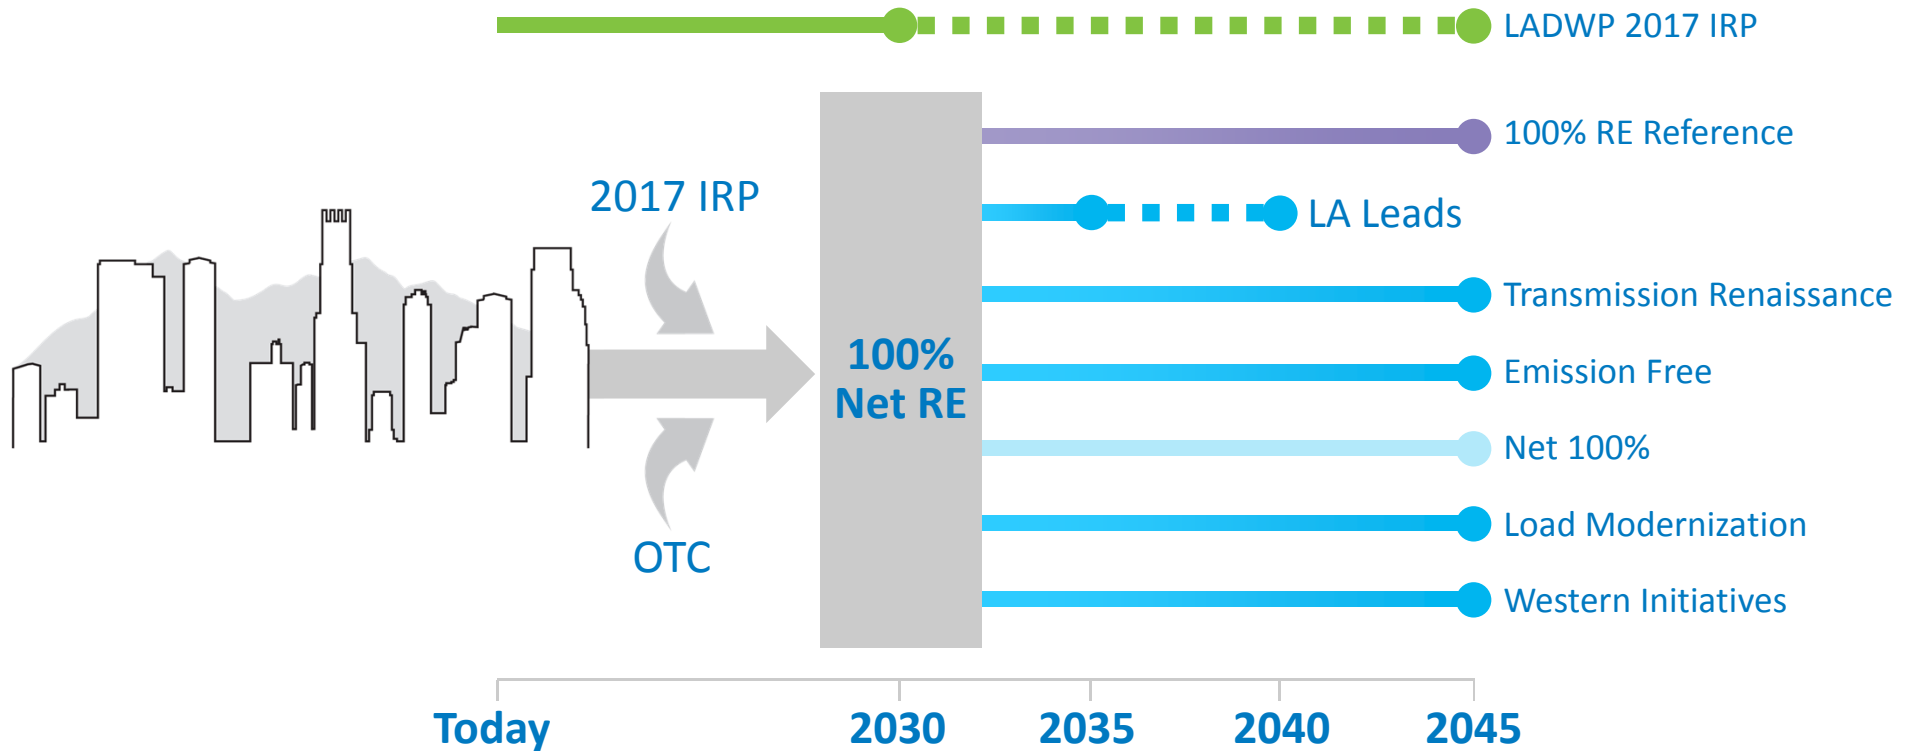 LADWP 2017 IRP
100% RE Reference
2017 IRP
LA Leads
Transmission Renaissance
100%
Net RE
Emission Free
Net 100%
Load Modernization
OTC
Western Initiatives
Today
2030
2035
2040
2045